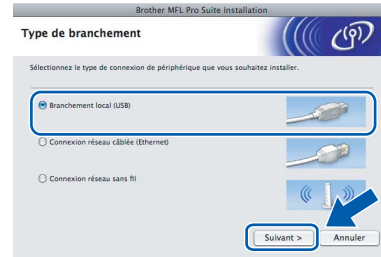 Brother MFL Pro Suite Installation
Type de branchement
Sélectionnez le type de connexion de périphérique que vous souhaitez installer.
Branchement local (USB)
Connexion réseau câblée (Ethernet)
Connexion réseau sans fil
Suivant >
Annuler